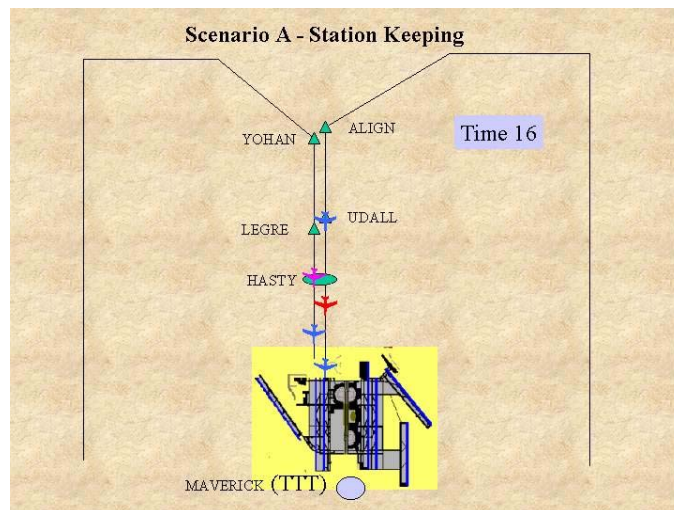 Scenario A - Station Keeping
ALIGN
YOHAN
Time 16
UDALL
LEGRE
HASTY
MAVERICK (TTT)